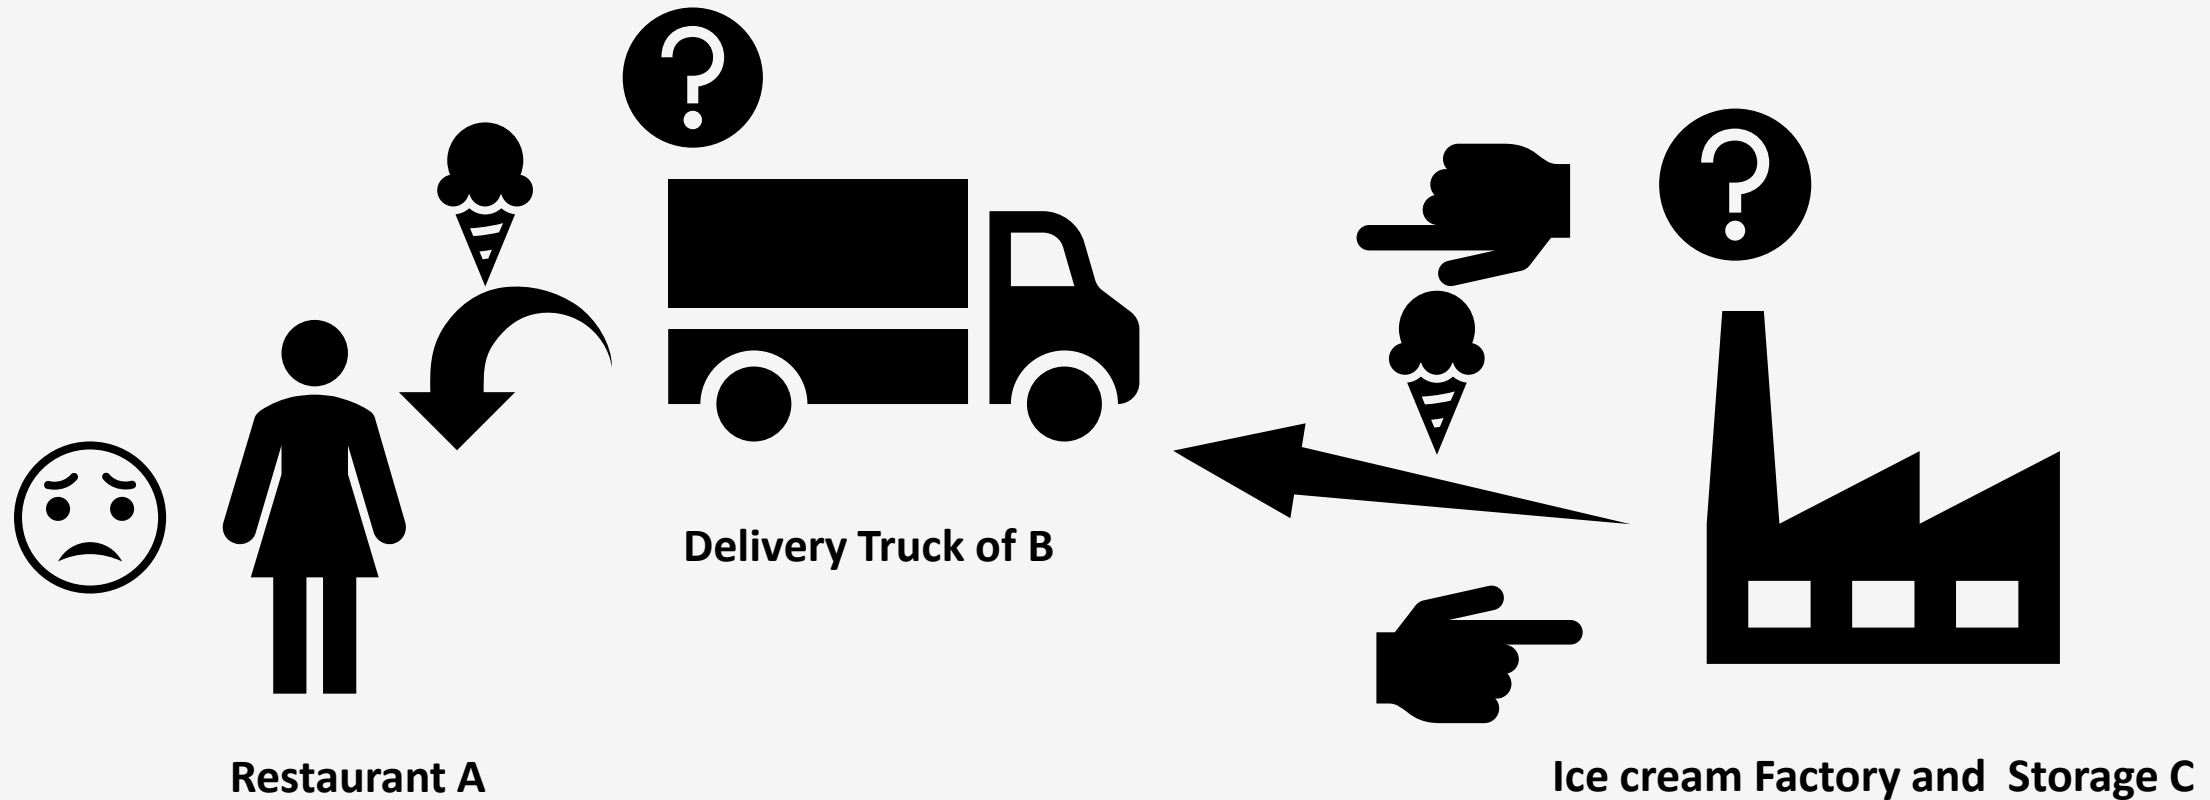 ?
?
Delivery Truck of B
Restaurant A
Ice cream Factory and  Storage C